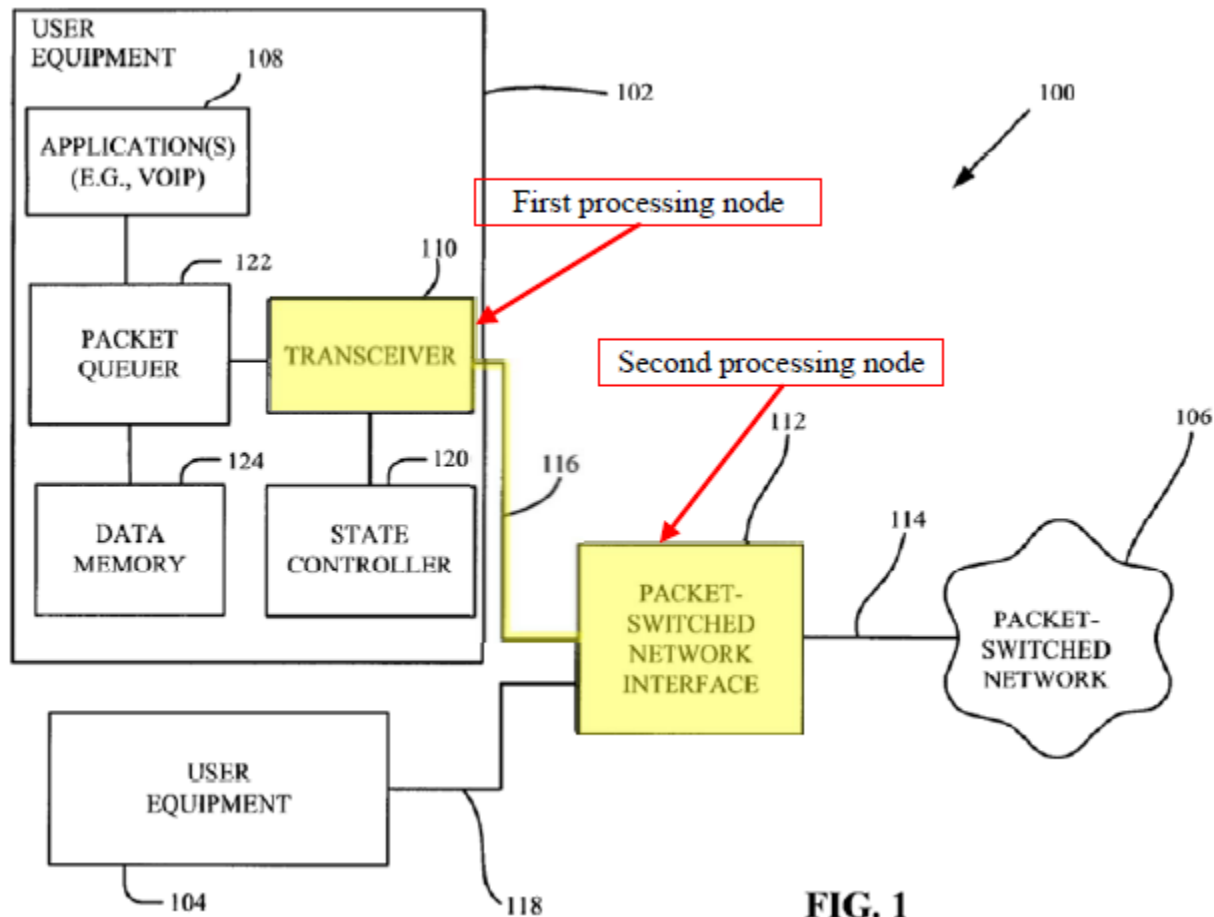 USER
EQUIPMENT
108
102
100
APPLICATION(S)
(E.G., VOIP)
First processing node
122
110
PACKET
QUEUER
TRANSCEIVER
Second processing node
112
106
124
120
116
DATA
MEMORY
STATE
CONTROLLER
114
PACKET-
SWITCHED
NETWORK
INTERFACE
PACKET-
SWITCHED
NETWORK
USER
EQUIPMENT
104
118
FIG. 1